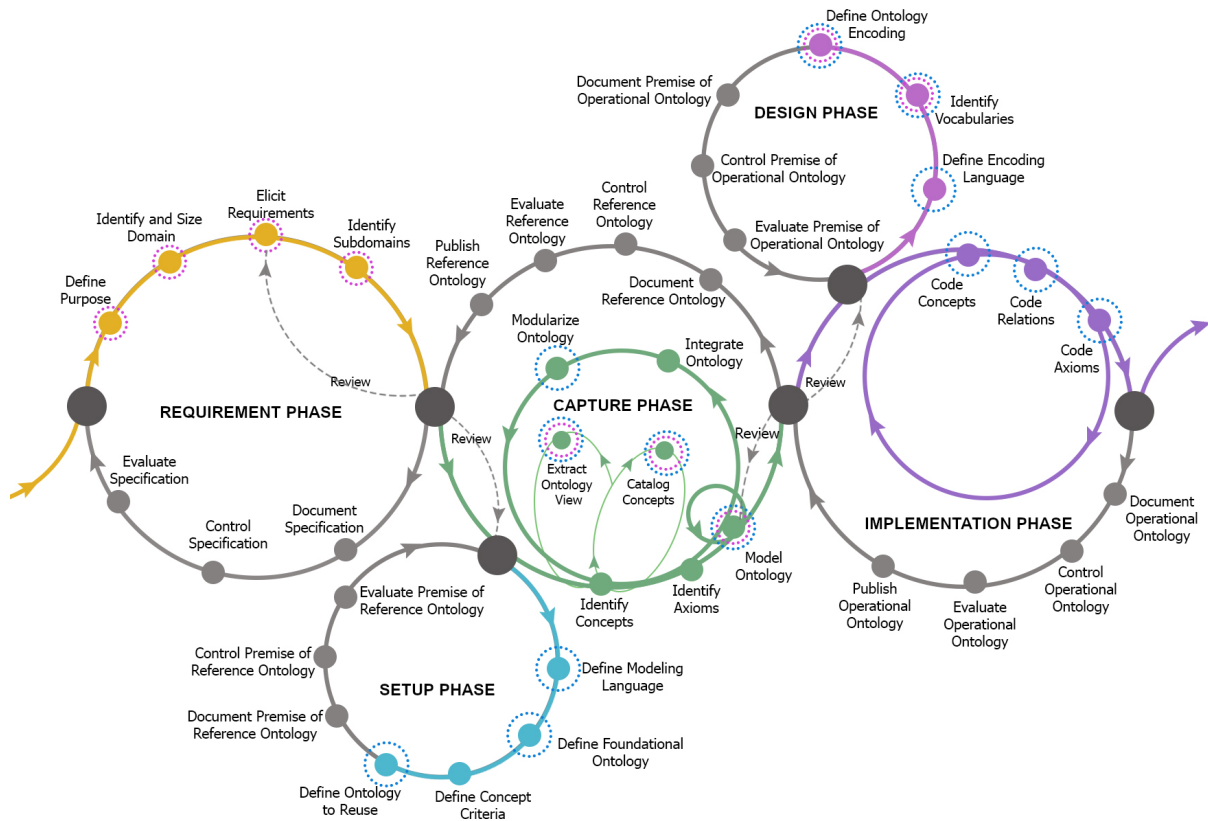 Define Ontology
Encoding
Document Premise of
Operational Ontology
DESIGN PHASE
Identify
Vocabularies
Control Premise of
Operational Ontology
Define Encoding
Language
Evaluate Premise of
Operational Ontology
Elicit
Requirements
Identify and Size
Domain
Identify
Subdomains
Define
Purpose
Review
REQUIREMENT PHASE
Evaluate
Specification
Control
Specification
Document
Specification
Control
Reference
Ontology
Evaluate
Reference
Ontology
Publish
Reference
Ontology
Document
Reference Ontology
Modularize
Ontology
Integrate
Ontology
CAPTURE PHASE
Review
Extract
Ontology
View
Catalog
Concepts
Review
Model
Ontology
Identify
Axioms
Identify
Concepts
Review
Code
Concepts
Code
Relations
Code
Axioms
IMPLEMENTATION PHASE
Document
Operational
Ontology
Control
Operational
Ontology
Evaluate
Operational
Ontology
Publish
Operational
Ontology
Evaluate Premise of
Reference Ontology
Control Premise of
Reference Ontology
SETUP PHASE
Define Modeling
Language
Document Premise of
Reference Ontology
Define Foundational
Ontology
Define Ontology
to Reuse
Define Concept
Criteria